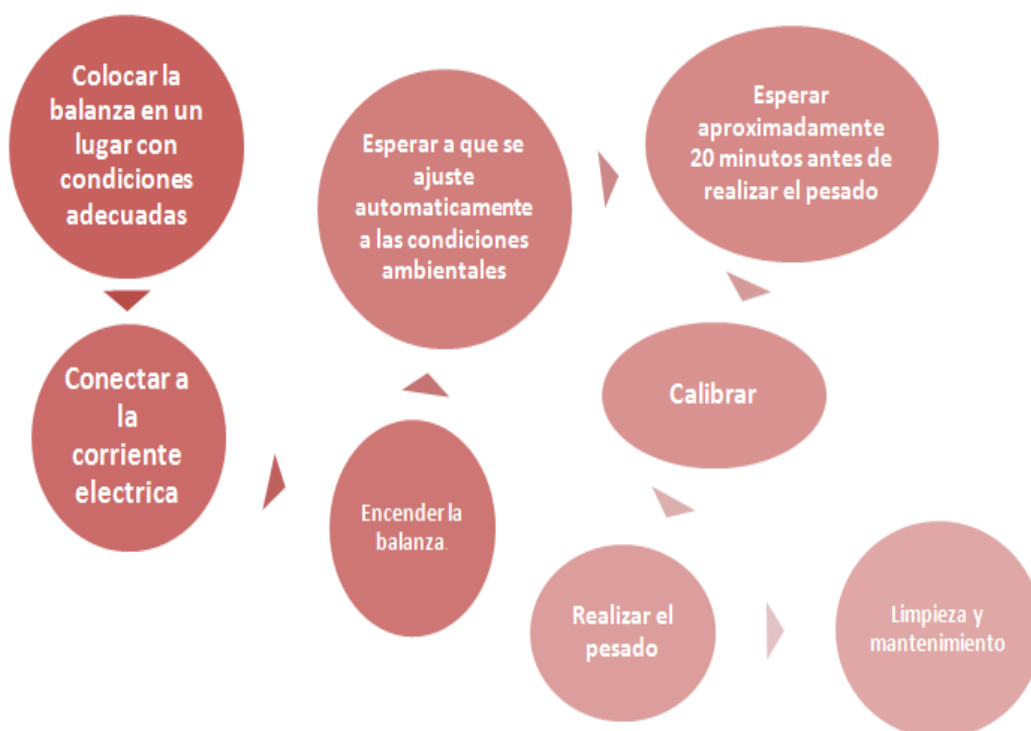 Colocar la
balanza en un
lugar con
condiciones
adecuadas
Conectar a
la
corriente
electrica
Encender la
balanza.
Esperar a que se
ajuste
automaticamente
a las condiciones
ambientales
Esperar
aproximadamente
20 minutos antes de
realizar el pesado
Calibrar
Realizar el
pesado
Limpieza y
mantenimiento